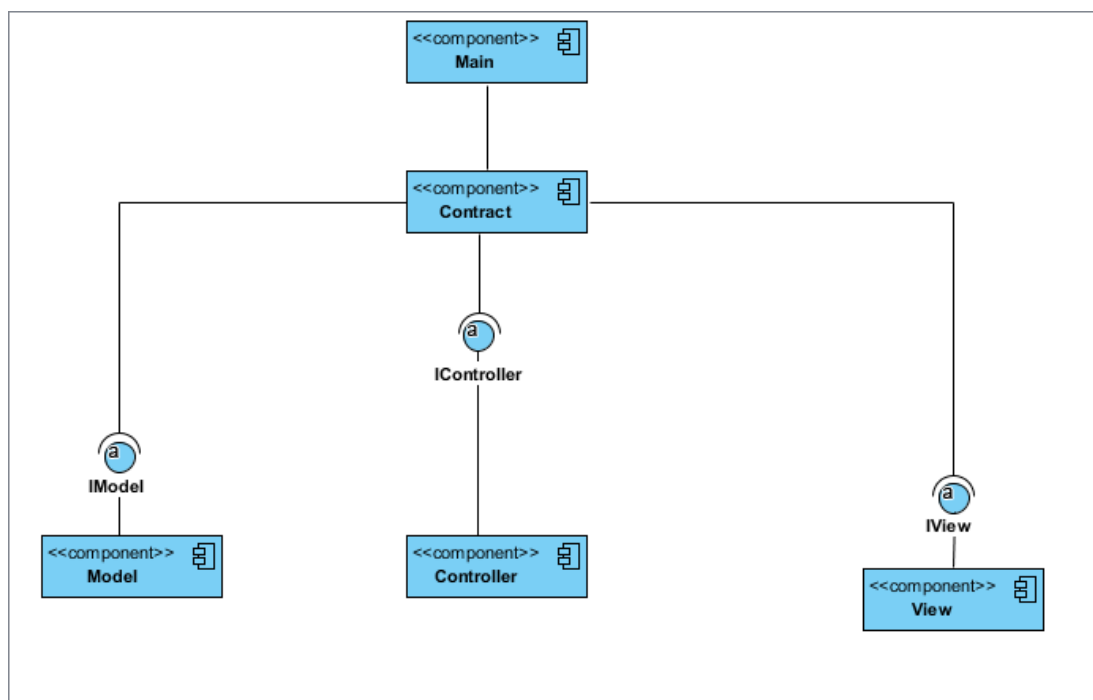 <<component>>
Main
<<component>>
Contract
a
IController
a
IModel
a
IView
<<component>>
Model
<<component>>
Controller
<<component>>
View